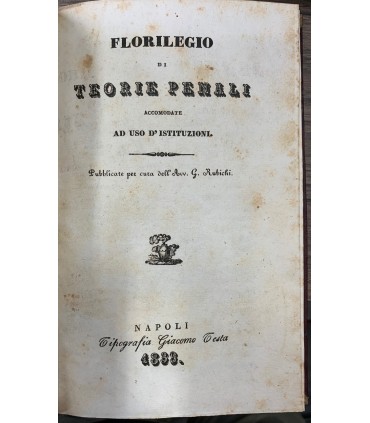 FLORILEGIO
DI
TEORIE PENALI
ACCOMODATE
AD USO D'ISTITUZIONI.
Pubblicate per cura dell'Avv. G. Rubichi.
NAPOLI
Tipografia Giacomo Testa